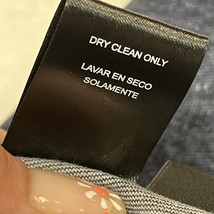 DRY CLEAN ONLY
LAVAR EN SECO
SOLAMENTE